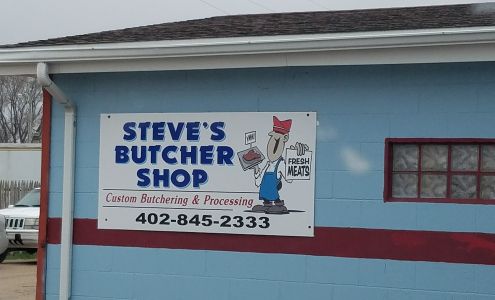 STEVE'S
BUTCHER
SHOP
Custom Butchering & Processing
402-845-2333
FRESH
MEATS